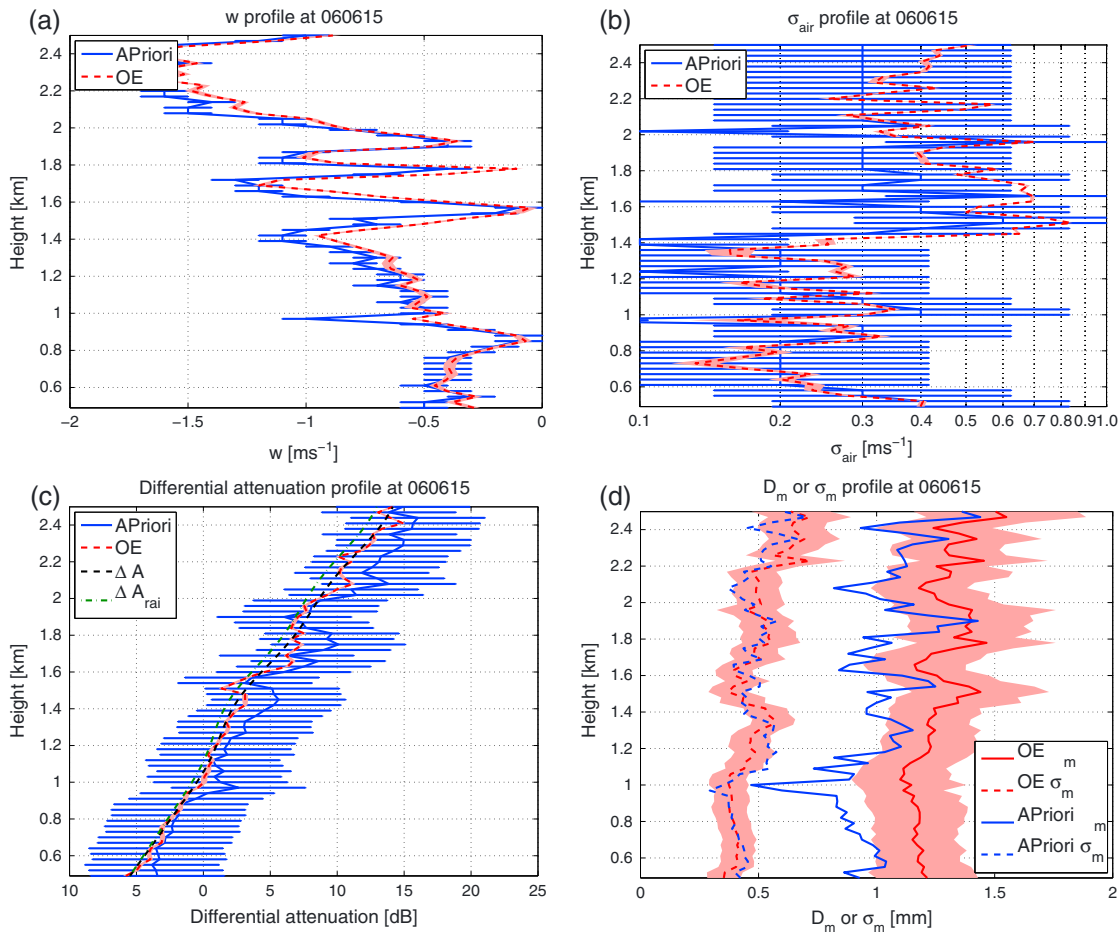 (a)
w profile at 060615
APriori
OE
Height [km]
2.4
2.2
2
1.8
1.6
1.4
1.2
1
0.8
0.6
−2
−1.5
−1
−0.5
0
w [ms⁻¹]
(b)
σair profile at 060615
APriori
OE
Height [km]
2.4
2.2
2
1.8
1.6
1.4
1.2
1
0.8
0.6
0.1
0.2
0.3
0.4
0.5
0.6
0.7
0.8
0.9
1.0
σair [ms⁻¹]
(c)
Differential attenuation profile at 060615
APriori
OE
Δ A
Δ Arai
Height [km]
2.4
2.2
2
1.8
1.6
1.4
1.2
1
0.8
0.6
10
5
0
5
10
15
20
25
Differential attenuation [dB]
(d)
Dm or σm profile at 060615
Height [km]
2.4
2.2
2
1.8
1.6
1.4
1.2
1
0.8
0.6
OE m
OE σm
APriori m
APriori σm
0
0.5
1
1.5
2
Dm or σm [mm]